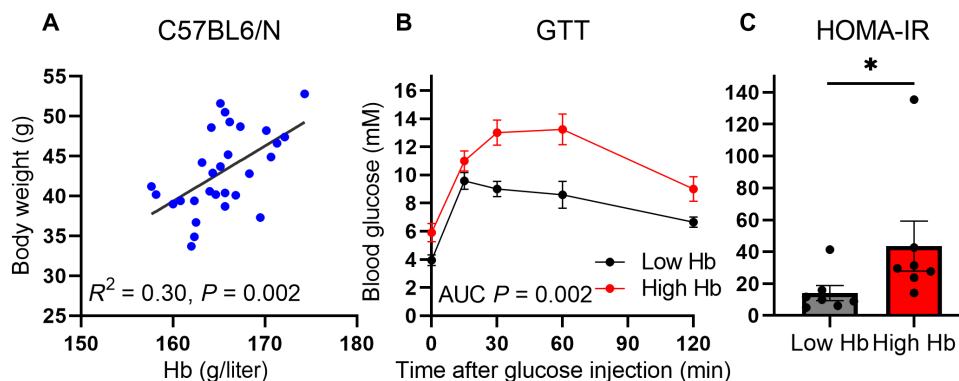 A
C57BL6/N
Body weight (g)
55
50
45
40
35
30
25
R² = 0.30, P = 0.002
150
160
170
180
Hb (g/liter)
B
GTT
Blood glucose (mM)
16
14
12
10
8
6
4
2
0
Low Hb
High Hb
AUC P = 0.002
0
30
60
90
120
Time after glucose injection (min)
C
HOMA-IR
*
140
120
100
80
60
40
20
0
Low Hb
High Hb